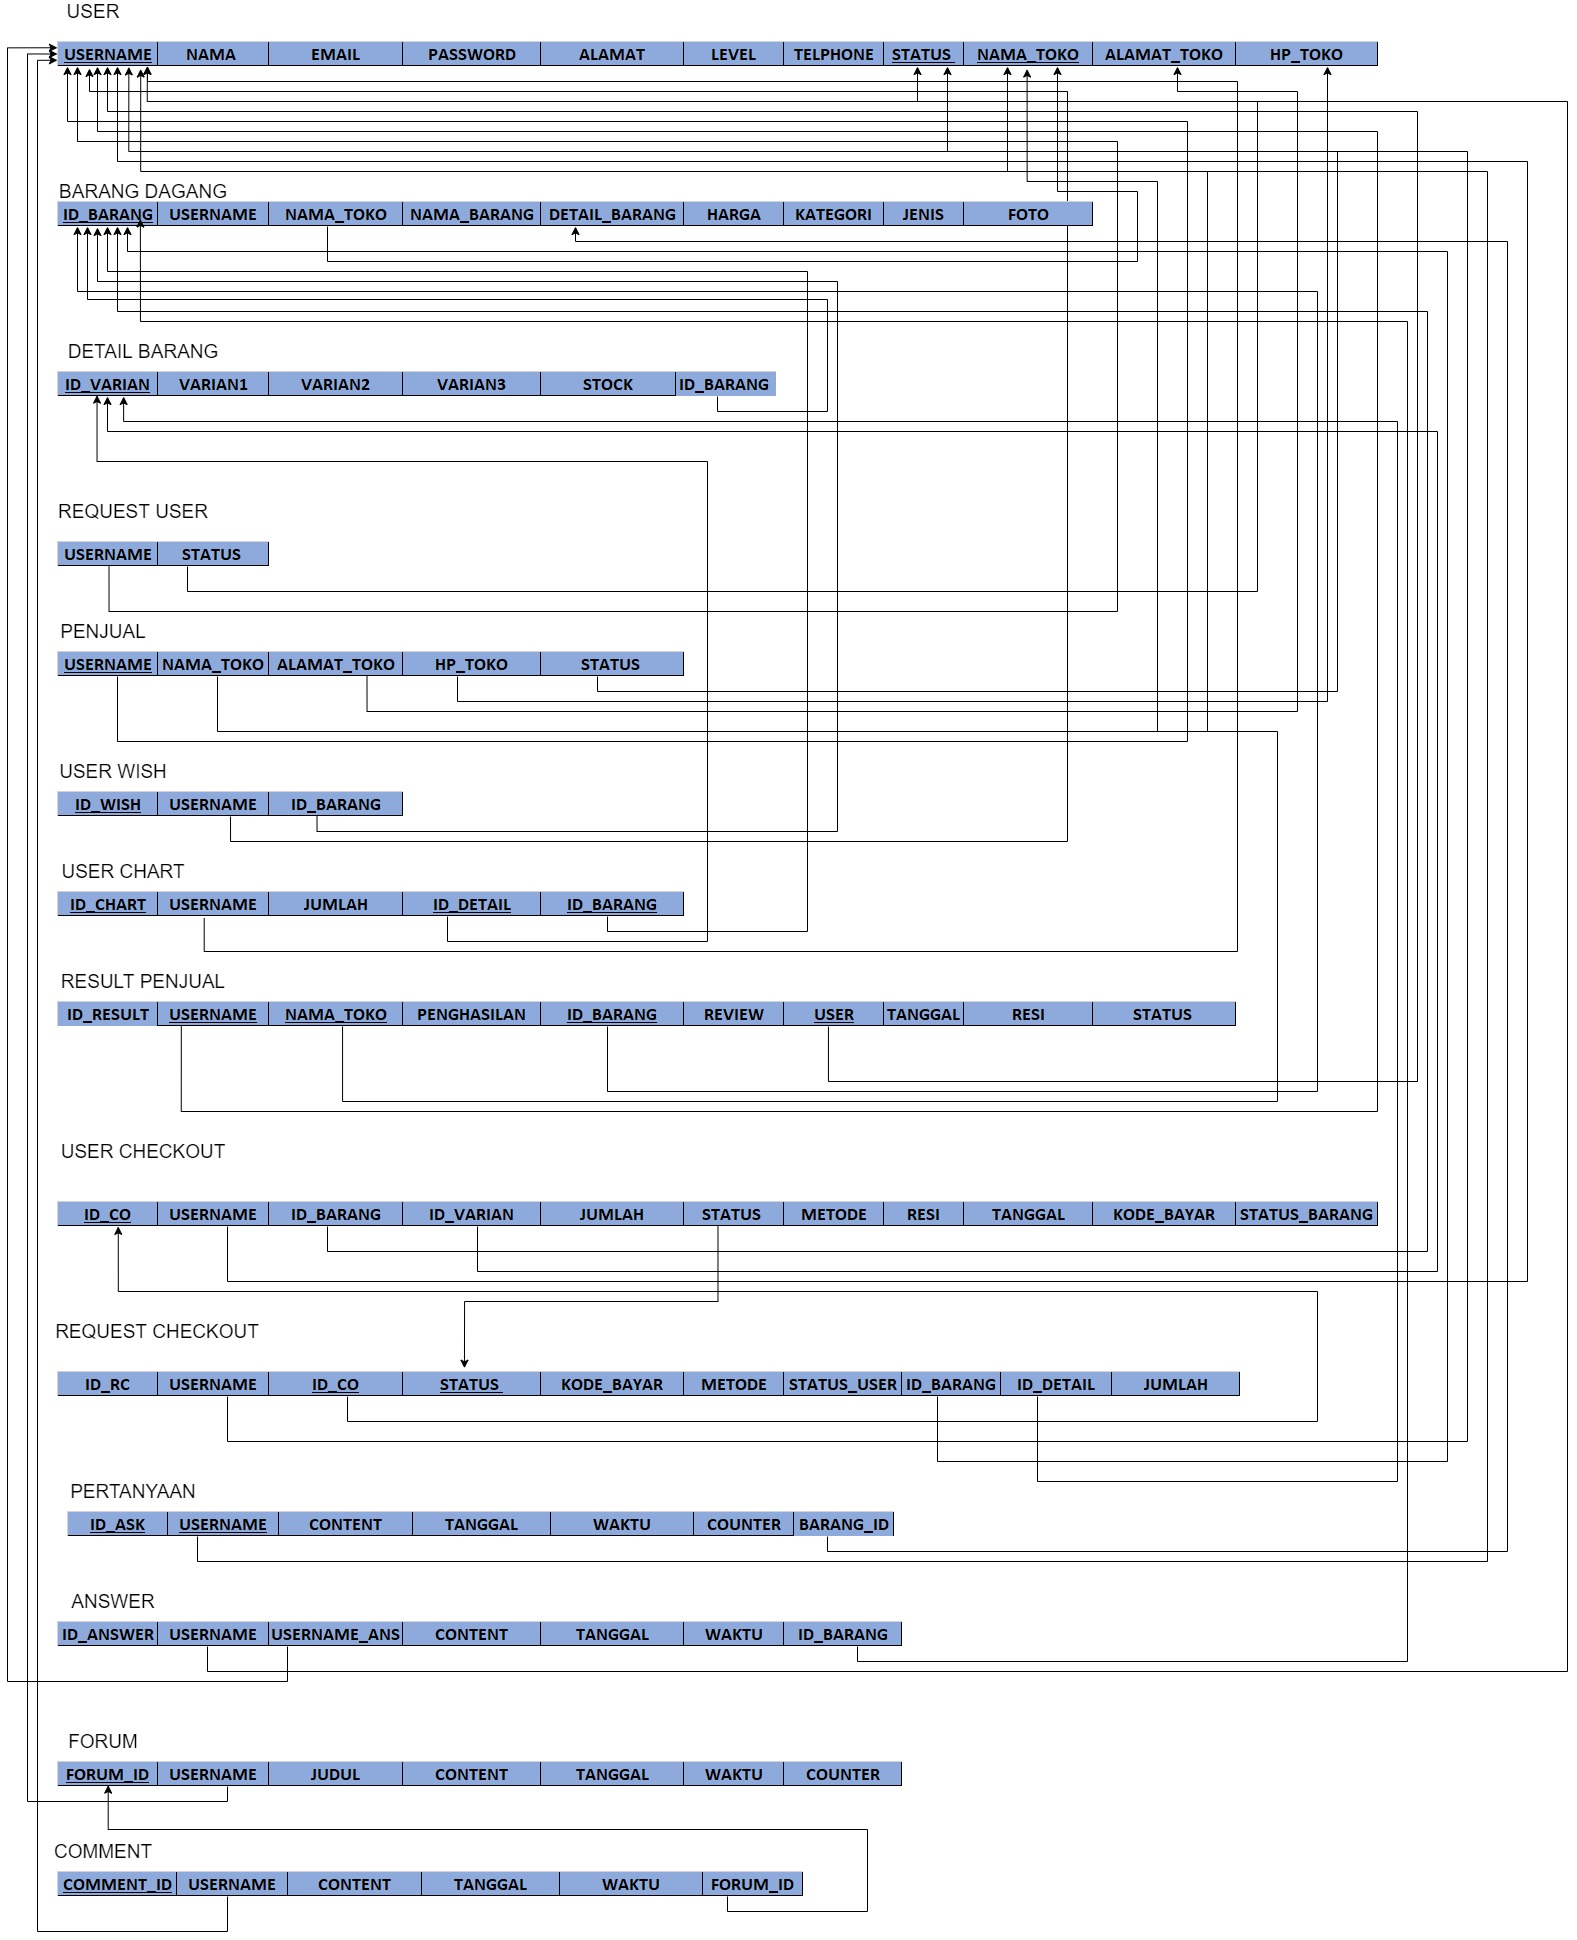 USER
USERNAME NAMA EMAIL PASSWORD ALAMAT LEVEL TELPHONE STATUS NAMA_TOKO ALAMAT_TOKO HP_TOKO
BARANG DAGANG
ID_BARANG USERNAME NAMA_TOKO NAMA_BARANG DETAIL_BARANG HARGA KATEGORI JENIS FOTO
DETAIL BARANG
ID_VARIAN VARIAN1 VARIAN2 VARIAN3 STOCK ID_BARANG
REQUEST USER
USERNAME STATUS
PENJUAL
USERNAME NAMA_TOKO ALAMAT_TOKO HP_TOKO STATUS
USER WISH
ID_WISH USERNAME ID_BARANG
USER CHART
ID_CHART USERNAME JUMLAH ID_DETAIL ID_BARANG
RESULT PENJUAL
ID_RESULT USERNAME NAMA_TOKO PENGHASILAN ID_BARANG REVIEW USER TANGGAL RESI STATUS
USER CHECKOUT
ID_CO USERNAME ID_BARANG ID_VARIAN JUMLAH STATUS METODE RESI TANGGAL KODE_BAYAR STATUS_BARANG
REQUEST CHECKOUT
ID_RC USERNAME ID_CO STATUS KODE_BAYAR METODE STATUS_USER ID_BARANG ID_DETAIL JUMLAH
PERTANYAAN
ID_ASK USERNAME CONTENT TANGGAL WAKTU COUNTER BARANG_ID
ANSWER
ID_ANSWER USERNAME USERNAME_ANS CONTENT TANGGAL WAKTU ID_BARANG
FORUM
FORUM_ID USERNAME JUDUL CONTENT TANGGAL WAKTU COUNTER
COMMENT
COMMENT_ID USERNAME CONTENT TANGGAL WAKTU FORUM_ID